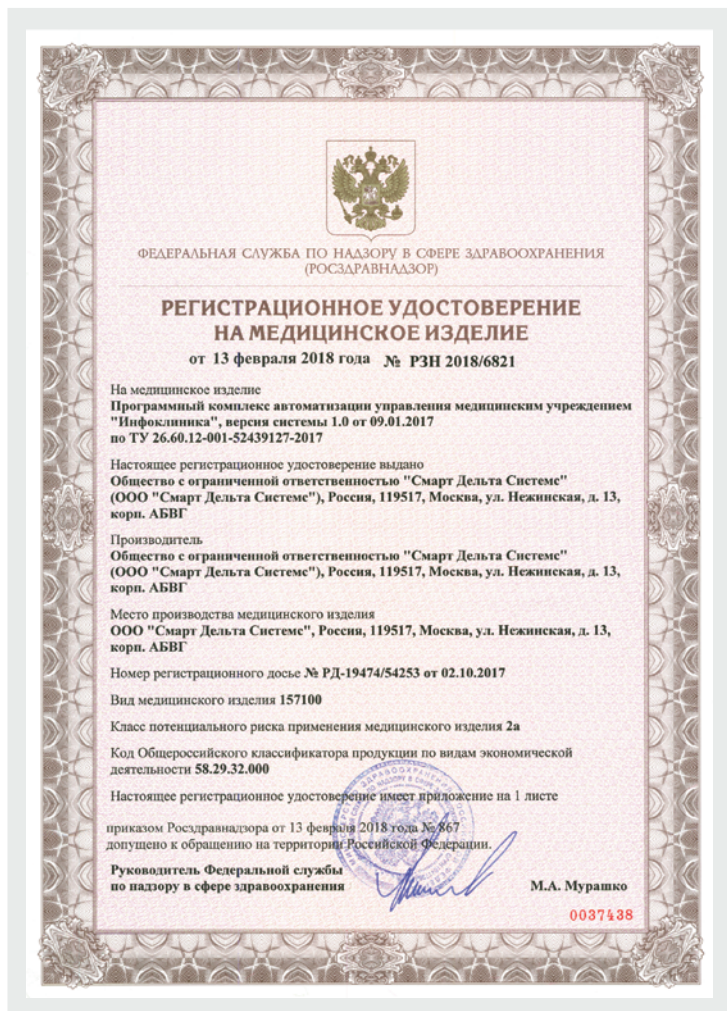 ФЕДЕРАЛЬНАЯ СЛУЖБА ПО НАДЗОРУ В СФЕРЕ ЗДРАВООХРАНЕНИЯ
(РОСЗДРАВНАДЗОР)
РЕГИСТРАЦИОННОЕ УДОСТОВЕРЕНИЕ
НА МЕДИЦИНСКОЕ ИЗДЕЛИЕ
от 13 февраля 2018 года № РЗН 2018/6821
На медицинское изделие
Программный комплекс автоматизации управления медицинским учреждением
"Инфоклиника", версия системы 1.0 от 09.01.2017
по ТУ 26.60.12-001-52439127-2017
Настоящее регистрационное удостоверение выдано
Общество с ограниченной ответственностью "Смарт Дельта Системс"
(ООО "Смарт Дельта Системс"), Россия, 119517, Москва, ул. Нежинская, д. 13,
корп. АБВГ
Производитель
Общество с ограниченной ответственностью "Смарт Дельта Системс"
(ООО "Смарт Дельта Системс"), Россия, 119517, Москва, ул. Нежинская, д. 13,
корп. АБВГ
Место производства медицинского изделия
ООО "Смарт Дельта Системс", Россия, 119517, Москва, ул. Нежинская, д. 13,
корп. АБВГ
Номер регистрационного досье № РД-19474/54253 от 02.10.2017
Вид медицинского изделия 157100
Класс потенциального риска применения медицинского изделия 2а
Код Общероссийского классификатора продукции по видам экономической
деятельности 58.29.32.000
Настоящее регистрационное удостоверение имеет приложение на 1 листе
приказом Росздравнадзора от 13 февраля 2018 года № 867
допущено к обращению на территории Российской Федерации.
Руководитель Федеральной службы
по надзору в сфере здравоохранения
М.А. Мурашко
0037438